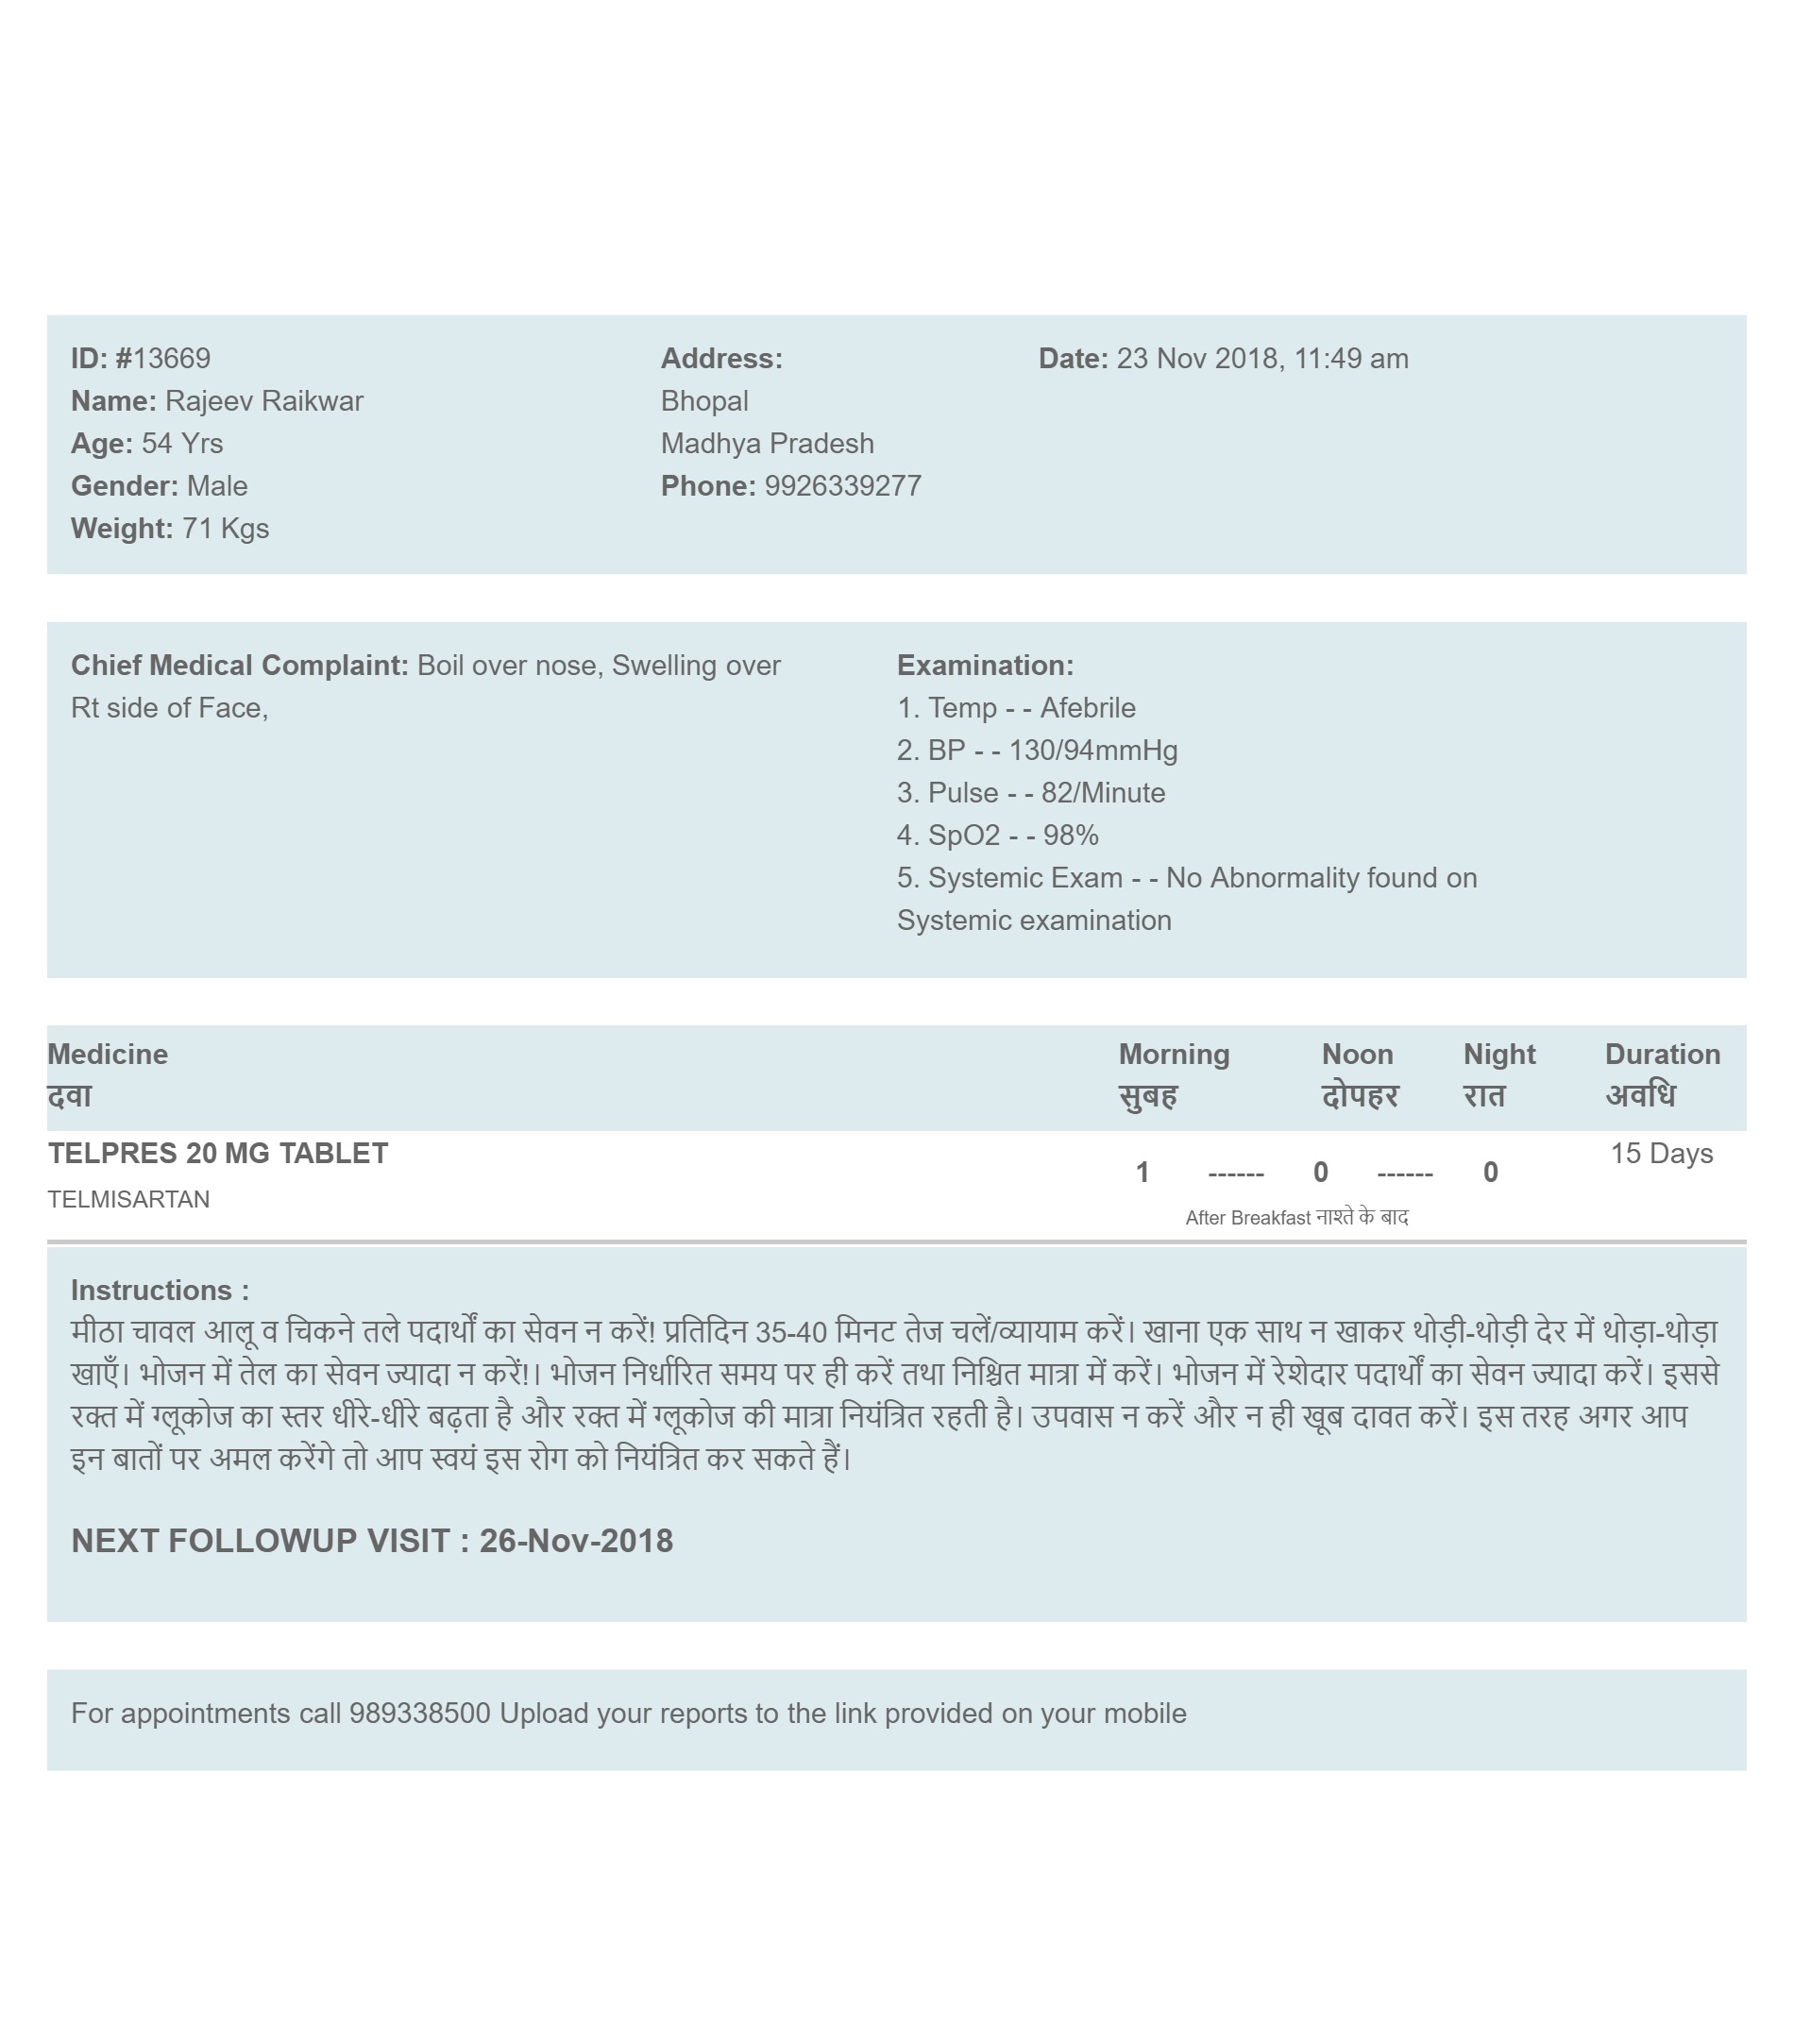 ID: #13669
Name: Rajeev Raikwar
Age: 54 Yrs
Gender: Male
Weight: 71 Kgs
Address:
Bhopal
Madhya Pradesh
Phone: 9926339277
Date: 23 Nov 2018, 11:49 am
Chief Medical Complaint: Boil over nose, Swelling over
Rt side of Face,
Examination:
1. Temp - - Afebrile
2. BP - - 130/94mmHg
3. Pulse - - 82/Minute
4. SpO2 - - 98%
5. Systemic Exam - - No Abnormality found on
Systemic examination
Medicine Morning Noon Night Duration
दवा सुबह दोपहर रात अवधि
TELPRES 20 MG TABLET 1 ------ 0 ------ 0 15 Days
TELMISARTAN
After Breakfast नाश्ते के बाद
Instructions :
मीठा चावल आलू व चिकने तले पदार्थों का सेवन न करें! प्रतिदिन 35-40 मिनट तेज चलें/व्यायाम करें। खाना एक साथ न खाकर थोड़ी-थोड़ी देर में थोड़ा-थोड़ा
खाएँ। भोजन में तेल का सेवन ज्यादा न करें!। भोजन निर्धारित समय पर ही करें तथा निश्चित मात्रा में करें। भोजन में रेशेदार पदार्थों का सेवन ज्यादा करें। इससे
रक्त में ग्लूकोज का स्तर धीरे-धीरे बढ़ता है और रक्त में ग्लूकोज की मात्रा नियंत्रित रहती है। उपवास न करें और न ही खूब दावत करें। इस तरह अगर आप
इन बातों पर अमल करेंगे तो आप स्वयं इस रोग को नियंत्रित कर सकते हैं।
NEXT FOLLOWUP VISIT : 26-Nov-2018
For appointments call 989338500 Upload your reports to the link provided on your mobile